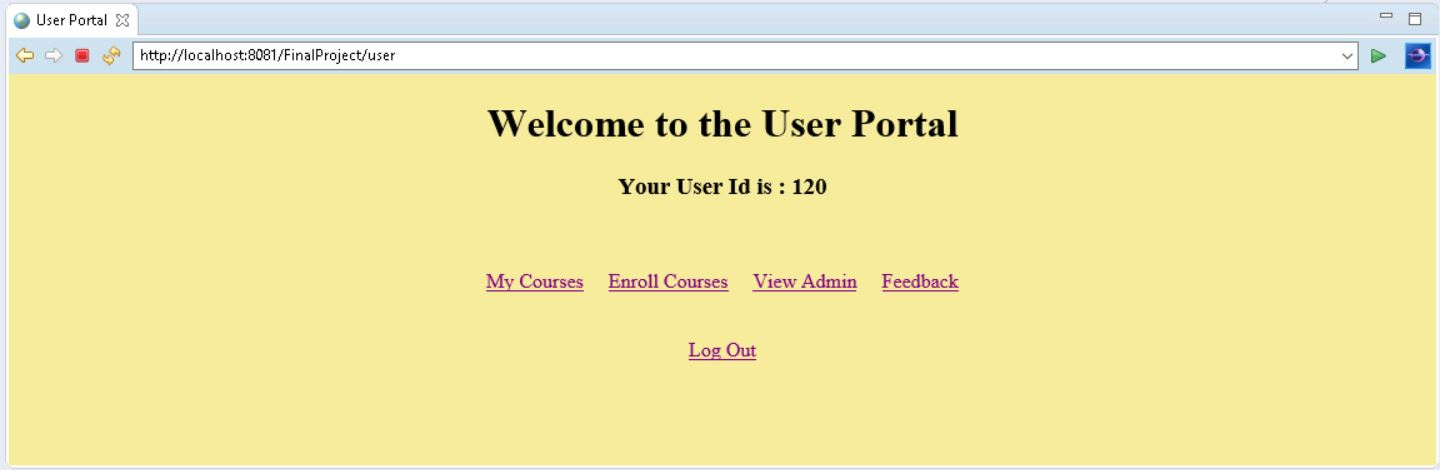 User Portal
http://localhost:8081/FinalProject/user
Welcome to the User Portal
Your User Id is : 120
My Courses Enroll Courses View Admin Feedback
Log Out